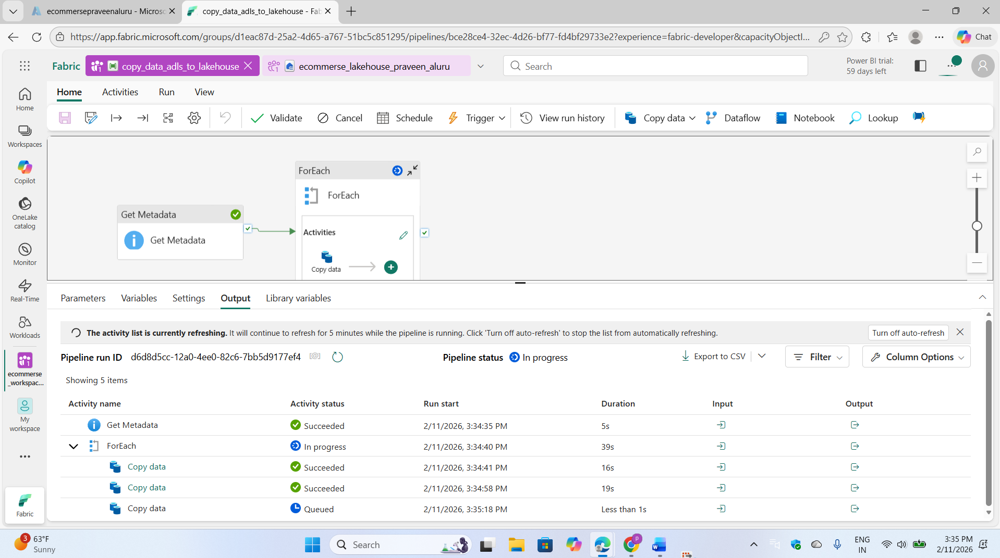 ecommersepraveenaluru - Microso
copy_data_adls_to_lakehouse - Fab
https://app.fabric.microsoft.com/groups/d1eac87d-25a2-4d65-a767-51bc5c851295/pipelines/bce28ce4-32ec-4d26-bf77-fd4bf29733e2?experience=fabric-developer&capacityObjectI...
Chat
Fabric
1 copy_data_adls_to_lakehouse
1 ecommerse_lakehouse_praveen_aluru
Search
Power BI trial:
59 days left
Home Activities Run View
Validate Cancel Schedule Trigger View run history Copy data Dataflow Notebook Lookup
Home
Workspaces
Copilot
OneLake
catalog
Monitor
Real-Time
Workloads
1
ecommerse
_workspac...
My
workspace
Fabric
ForEach
ForEach
Get Metadata
Get Metadata
Activities
Copy data
Parameters Variables Settings Output Library variables
The activity list is currently refreshing. It will continue to refresh for 5 minutes while the pipeline is running. Click 'Turn off auto-refresh' to stop the list from automatically refreshing.
Turn off auto-refresh
Pipeline run ID d6d8d5cc-12a0-4ee0-82c6-7bb5d9177ef4 [@] Pipeline status In progress Export to CSV Filter Column Options
Showing 5 items
Activity name Activity status Run start Duration Input Output
Get Metadata Succeeded 2/11/2026, 3:34:35 PM 5s
ForEach In progress 2/11/2026, 3:34:40 PM 39s
Copy data Succeeded 2/11/2026, 3:34:41 PM 16s
Copy data Succeeded 2/11/2026, 3:34:58 PM 19s
Copy data Queued 2/11/2026, 3:35:18 PM Less than 1s
3
63°F
Sunny
Search
P
W
ENG
IN
3:35 PM
2/11/2026